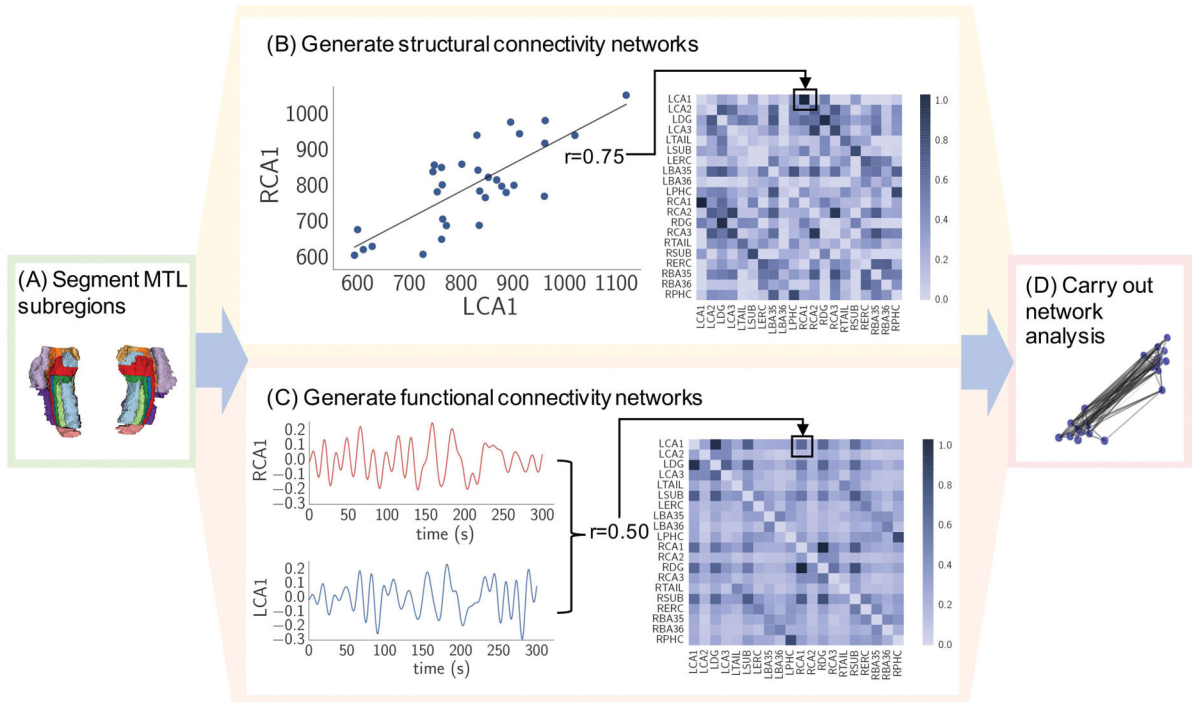 (A) Segment MTL
subregions
(B) Generate structural connectivity networks
RCA1
1000
900
800
700
600
600
700
800
900
1000
1100
LCA1
r=0.75
LCA1
LCA2
LDG
LCA3
LTAIL
LSUB
LERC
LBA35
LBA36
LPHC
RCA1
RCA2
RDG
RCA3
RTAIL
RSUB
RERC
RBA35
RBA36
RPHC
LCA1
LCA2
LDG
LCA3
LTAIL
LSUB
LERC
LBA35
LBA36
LPHC
RCA1
RCA2
RDG
RCA3
RTAIL
RSUB
RERC
RBA35
RBA36
RPHC
1.0
0.8
0.6
0.4
0.2
0.0
(C) Generate functional connectivity networks
RCA1
0.2
0.1
0.0
−0.1
−0.2
−0.3
0
50
100
150
200
250
300
time (s)
LCA1
0.2
0.1
0.0
−0.1
−0.2
−0.3
0
50
100
150
200
250
300
time (s)
r=0.50
LCA1
LCA2
LDG
LCA3
LTAIL
LSUB
LERC
LBA35
LBA36
LPHC
RCA1
RCA2
RDG
RCA3
RTAIL
RSUB
RERC
RBA35
RBA36
RPHC
LCA1
LCA2
LDG
LCA3
LTAIL
LSUB
LERC
LBA35
LBA36
LPHC
RCA1
RCA2
RDG
RCA3
RTAIL
RSUB
RERC
RBA35
RBA36
RPHC
1.0
0.8
0.6
0.4
0.2
0.0
(D) Carry out
network
analysis